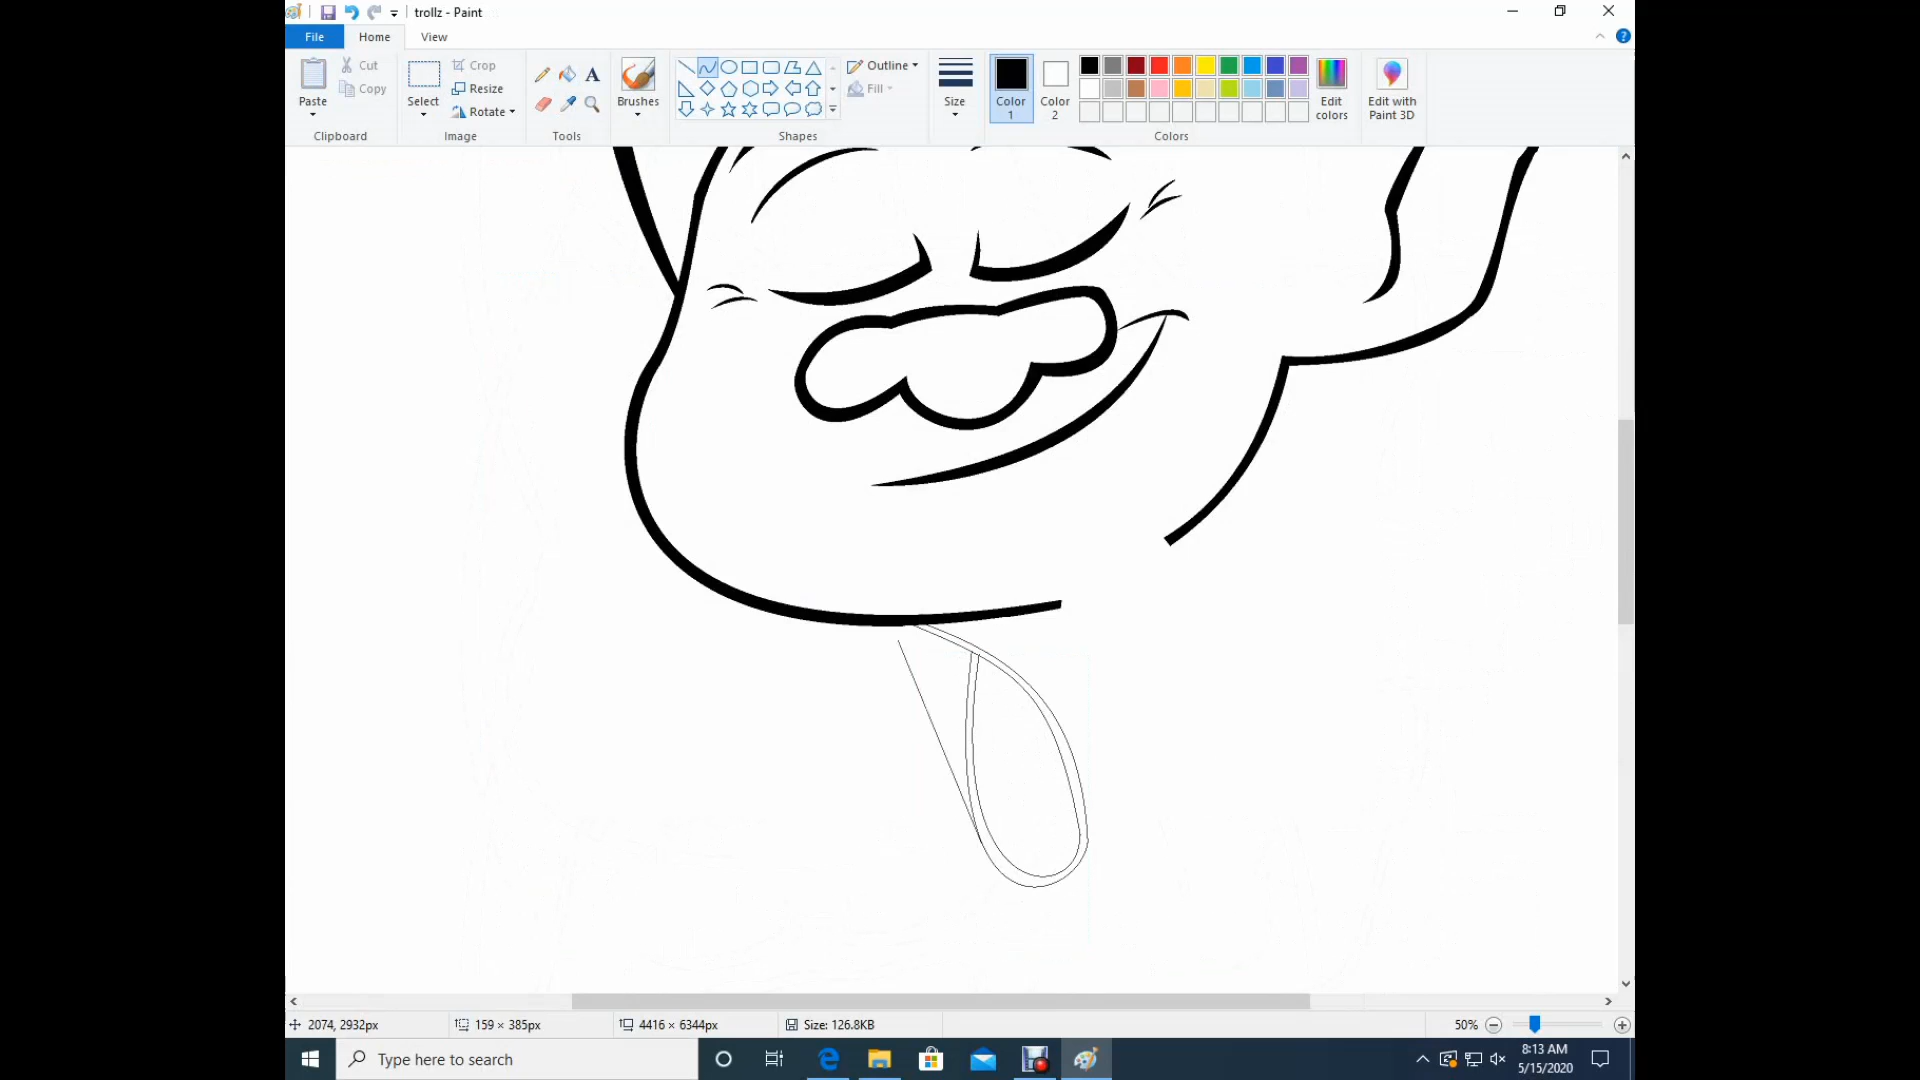 trollz - Paint
File Home View
Paste
Cut
Copy
Clipboard
Select
Crop
Resize
Rotate
Image
A
Tools
Brushes
Outline
Fill
Shapes
Size
Color
1
Color
2
Edit
colors
Colors
Edit with
Paint 3D
?
2074, 2932px
159 × 385px
4416 × 6344px
Size: 126.8KB
50%
Type here to search
8:13 AM
5/15/2020